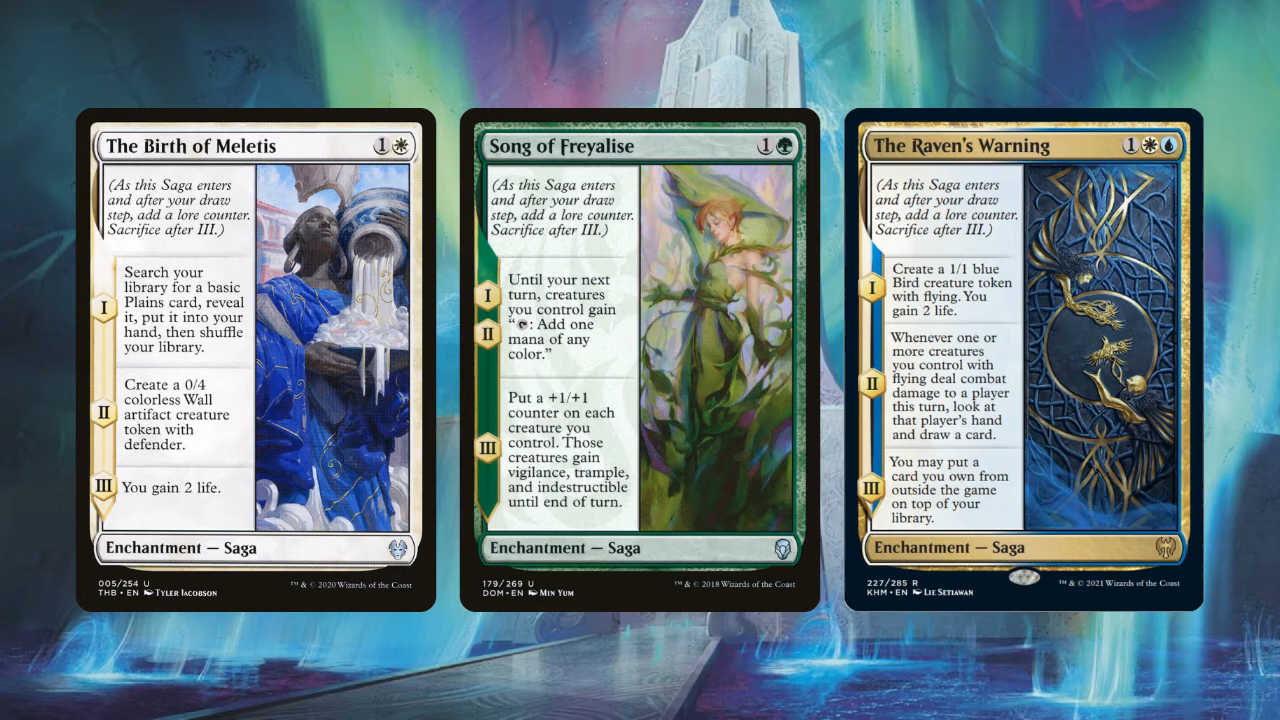 The Birth of Meletis 1
(As this Saga enters
and after your draw
step, add a lore counter.
Sacrifice after III.)
I
Search your
library for a basic
Plains card, reveal
it, put it into your
hand, then shuffle
your library.
II
Create a 0/4
colorless Wall
artifact creature
token with
defender.
III
You gain 2 life.
Enchantment — Saga
005/254 U
THB • EN Tyler Jacobson
™ & © 2020 Wizards of the Coast
Song of Freyalise 1
(As this Saga enters
and after your draw
step, add a lore counter.
Sacrifice after III.)
I
II
Until your next
turn, creatures
you control gain
“: Add one
mana of any
color.”
III
Put a +1/+1
counter on each
creature you
control. Those
creatures gain
vigilance, trample,
and indestructible
until end of turn.
Enchantment — Saga
179/269 U
DOM • EN Min Yum
™ & © 2018 Wizards of the Coast
The Raven's Warning 1
(As this Saga enters
and after your draw
step, add a lore counter.
Sacrifice after III.)
I
Create a 1/1 blue
Bird creature token
with flying. You
gain 2 life.
II
Whenever one or
more creatures
you control with
flying deal combat
damage to a player
this turn, look at
that player's hand
and draw a card.
III
You may put a
card you own from
outside the game
on top of your
library.
Enchantment — Saga
227/285 R
KHM • EN Lie Setiawan
™ & © 2021 Wizards of the Coast